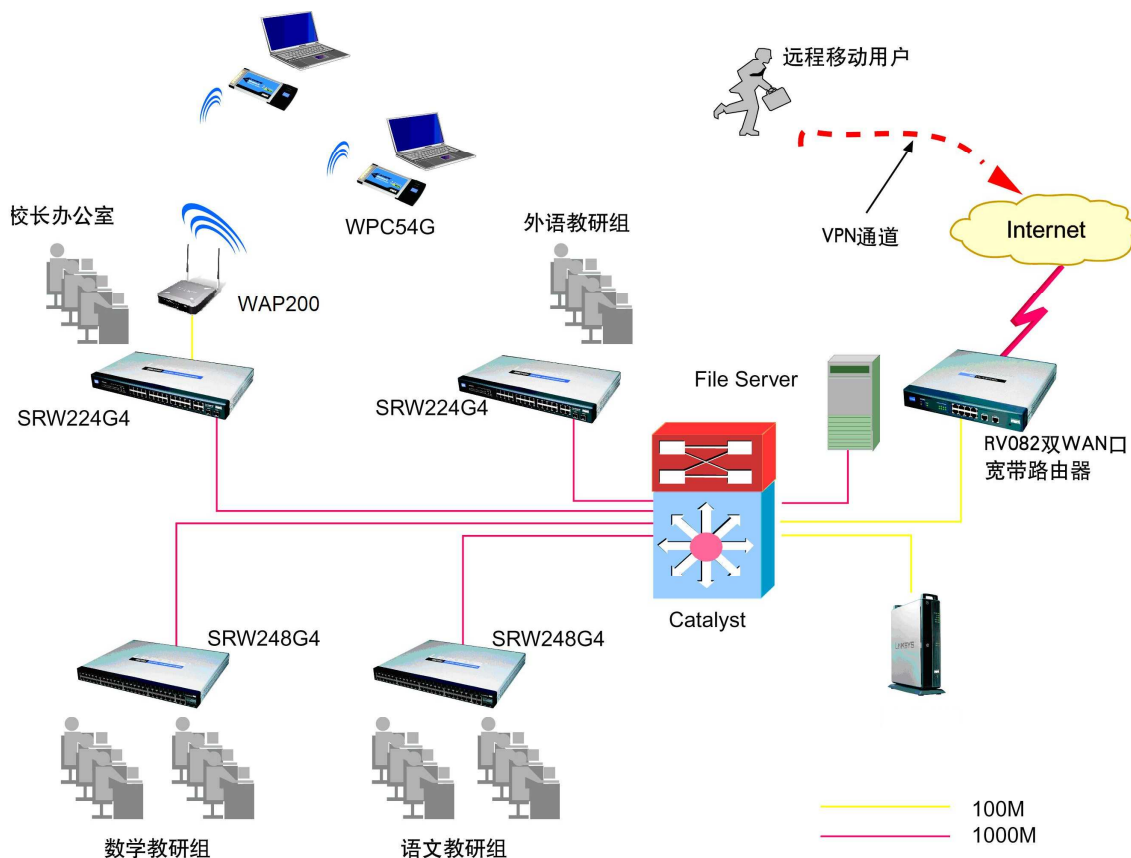 远程移动用户
WPC54G
校长办公室
外语教研组
VPN通道
Internet
WAP200
File Server
SRW224G4
SRW224G4
RV082双WAN口
宽带路由器
Catalyst
SRW248G4
SRW248G4
LINKSYS
100M
1000M
数学教研组
语文教研组